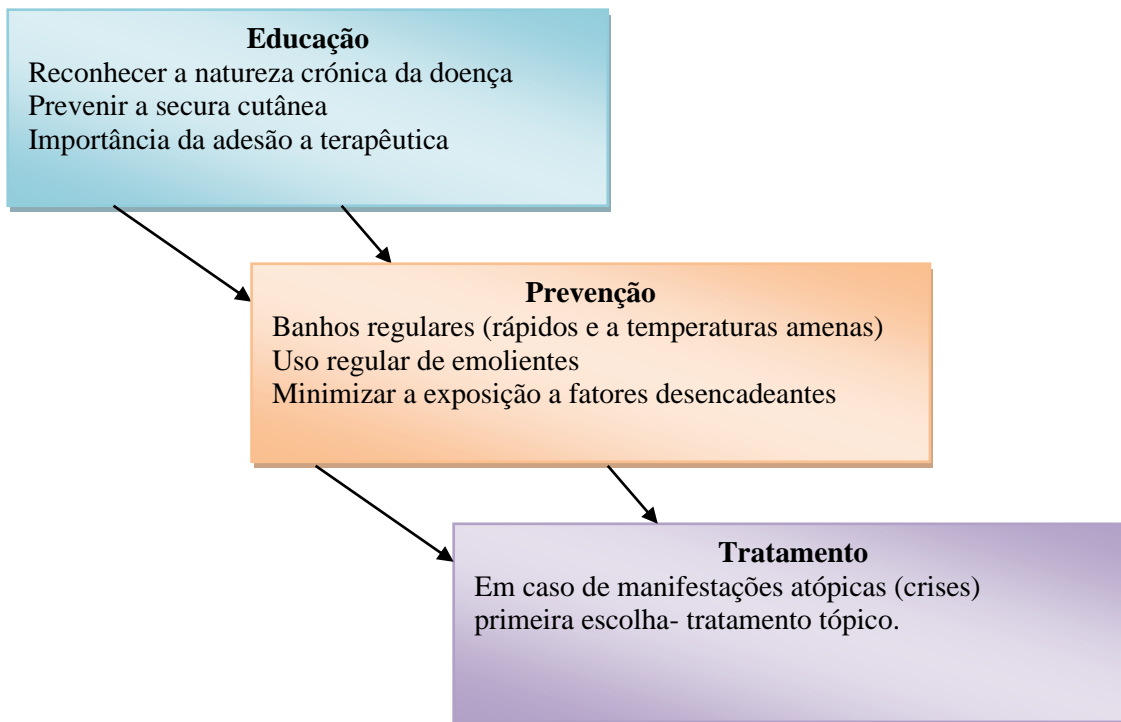 Educação
Reconhecer a natureza crónica da doença
Prevenir a secura cutânea
Importância da adesão a terapêutica
Prevenção
Banhos regulares (rápidos e a temperaturas amenas)
Uso regular de emolientes
Minimizar a exposição a fatores desencadeantes
Tratamento
Em caso de manifestações atópicas (crises)
primeira escolha- tratamento tópico.